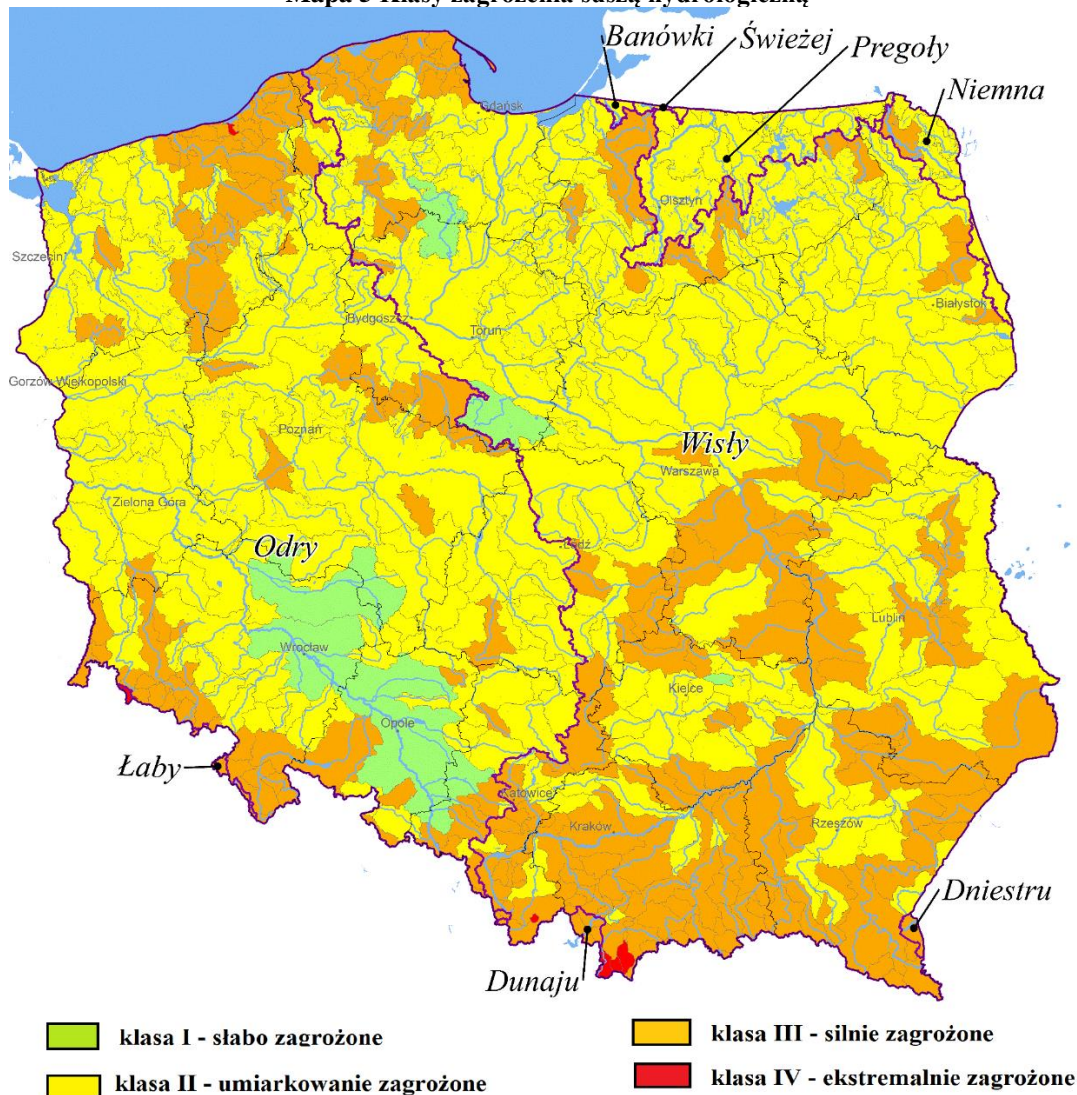 Mapa 5 Klasy zagrożenia suszą hydrologiczną
Banówki
Świeżej
Pregoły
Niemna
Gdańsk
Olsztyn
Szczecin
Białystok
Bydgoszcz
Toruń
Gorzów Wielkopolski
Poznań
Wisły
Warszawa
Zielona Góra
Odry
Łódź
Lublin
Wrocław
Kielce
Opole
Łaby
Katowice
Kraków
Rzeszów
Dniestru
Dunaju
klasa I - słabo zagrożone
klasa II - umiarkowanie zagrożone
klasa III - silnie zagrożone
klasa IV - ekstremalnie zagrożone